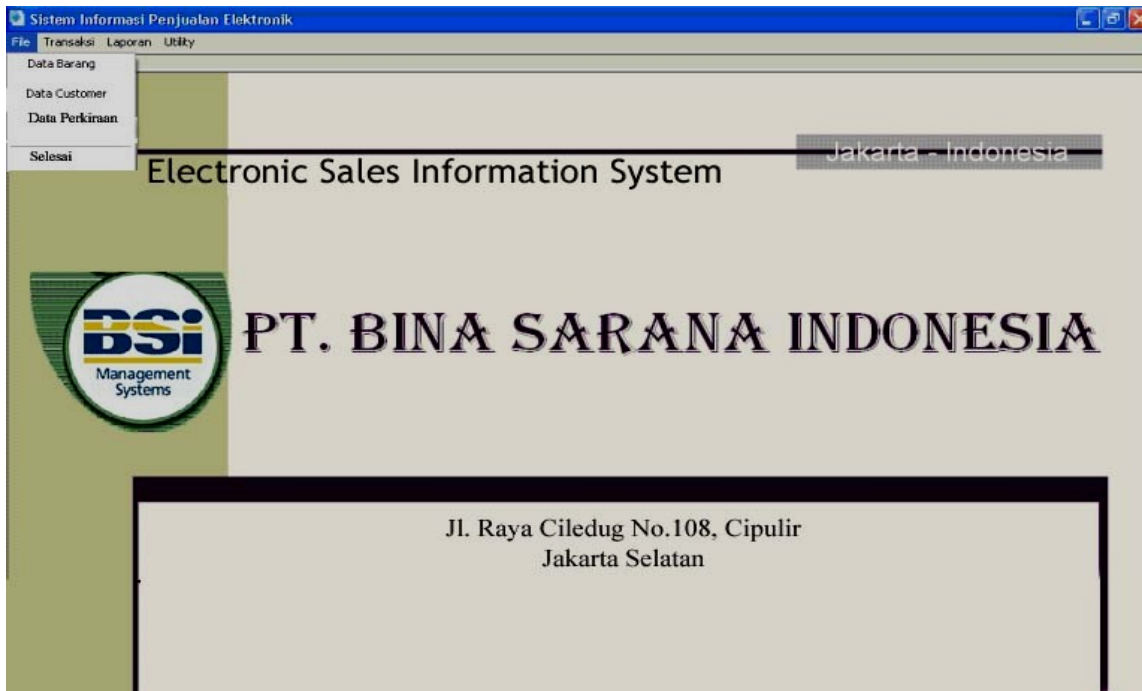 Sistem Informasi Penjualan Elektronik
File Transaksi Laporan Utility
Data Barang
Data Customer
Data Perkiraan
Selesai
Jakarta - Indonesia
Electronic Sales Information System
BSi
Management
Systems
PT. BINA SARANA INDONESIA
Jl. Raya Ciledug No.108, Cipulir
Jakarta Selatan